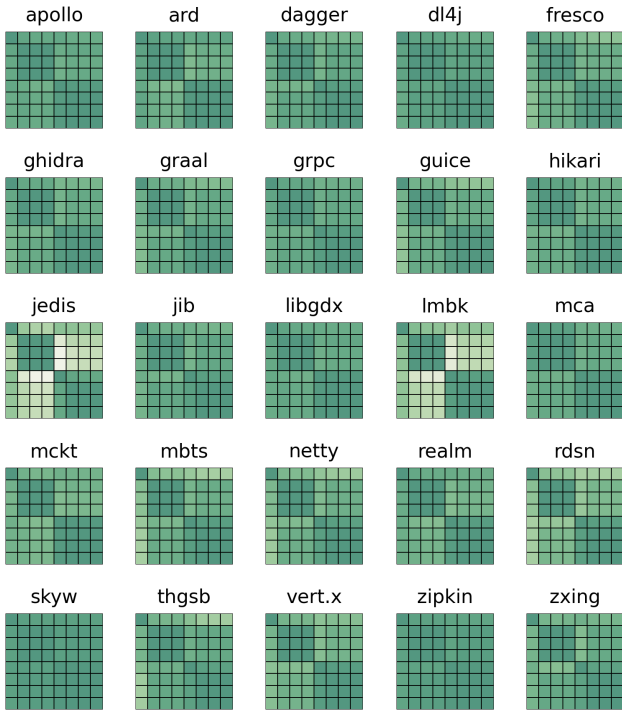 apollo ard dagger dl4j fresco
ghidra graal grpc guice hikari
jedis jib libgdx lmbk mca
mckt mbts netty realm rdsn
skyw thgsb vert.x zipkin zxing